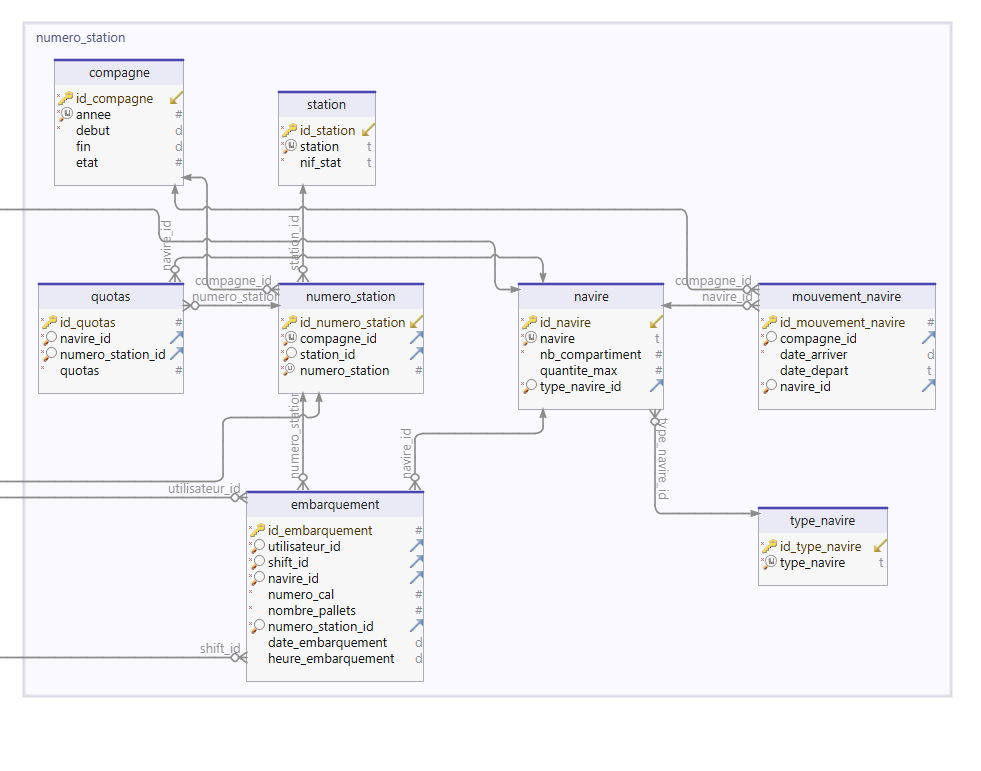 numero_station
compagne
id_compagne
annee #
debut d
fin d
etat #
station
id_station
station t
nif_stat t
navire_id
station_id
compagne_id
numero_station
compagne_id
navire_id
quotas
id_quotas #
navire_id
numero_station_id
quotas #
numero_station
id_numero_station
compagne_id
station_id
numero_station #
navire
id_navire
navire t
nb_compartiment #
quantite_max #
type_navire_id
mouvement_navire
id_mouvement_navire #
compagne_id
date_arriver d
date_depart t
navire_id
numero_station
navire_id
type_navire_id
utilisateur_id
embarquement
id_embarquement #
utilisateur_id
shift_id
navire_id
numero_cal #
nombre_pallets #
numero_station_id
date_embarquement d
heure_embarquement d
shift_id
type_navire
id_type_navire
type_navire t